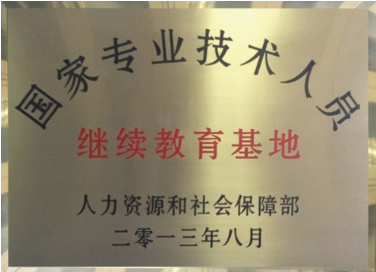 国家专业技术人员
继续教育基地
人力资源和社会保障部
二零一三年八月